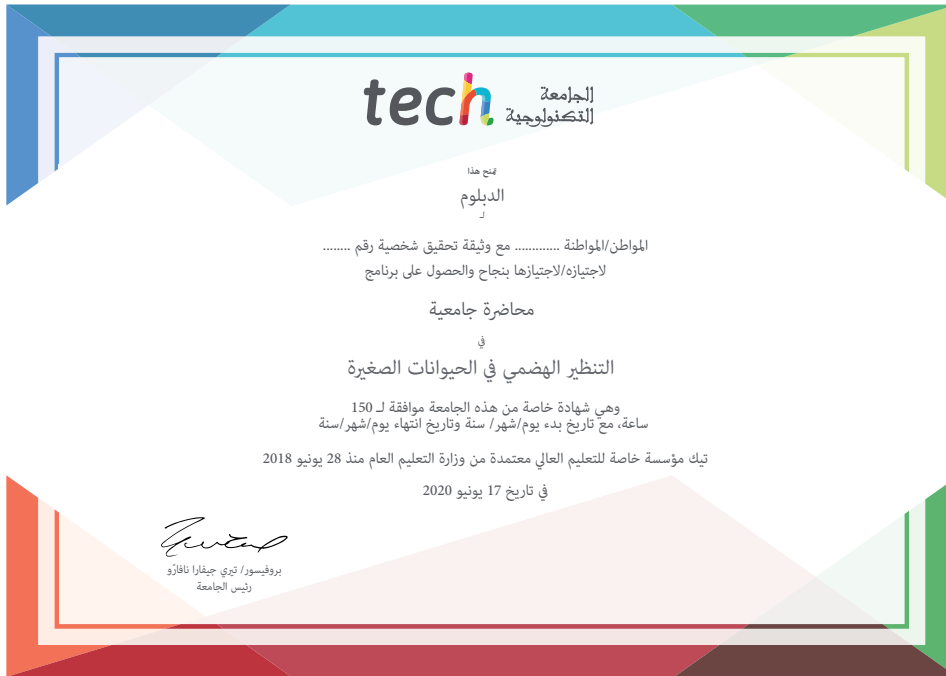 tech الجامعة
التكنولوجية
يمنح هذا
الدبلوم
لـ
المواطن/المواطنة ............ مع وثيقة تحقيق شخصية رقم ........
لاجتيازه/لاجتيازها بنجاح والحصول على برنامج
محاضرة جامعية
في
التنظير الهضمي في الحيوانات الصغيرة
وهي شهادة خاصة من هذه الجامعة موافقة لـ 150
ساعة، مع تاريخ بدء يوم/شهر/ سنة وتاريخ انتهاء يوم/شهر/سنة
تيك مؤسسة خاصة للتعليم العالي معتمدة من وزارة التعليم العام منذ 28 يونيو 2018
في تاريخ 17 يونيو 2020
بروفيسور/ تيري جيفارا نافارّو
رئيس الجامعة